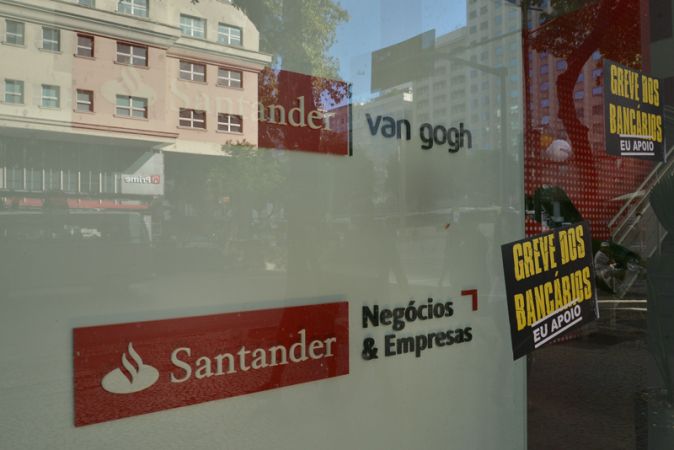 Santander
van gogh
GREVE DOS
BANCÁRIOS
EU APOIO
Prime
GREVE DOS
BANCÁRIOS
EU APOIO
Santander
Negócios
& Empresas